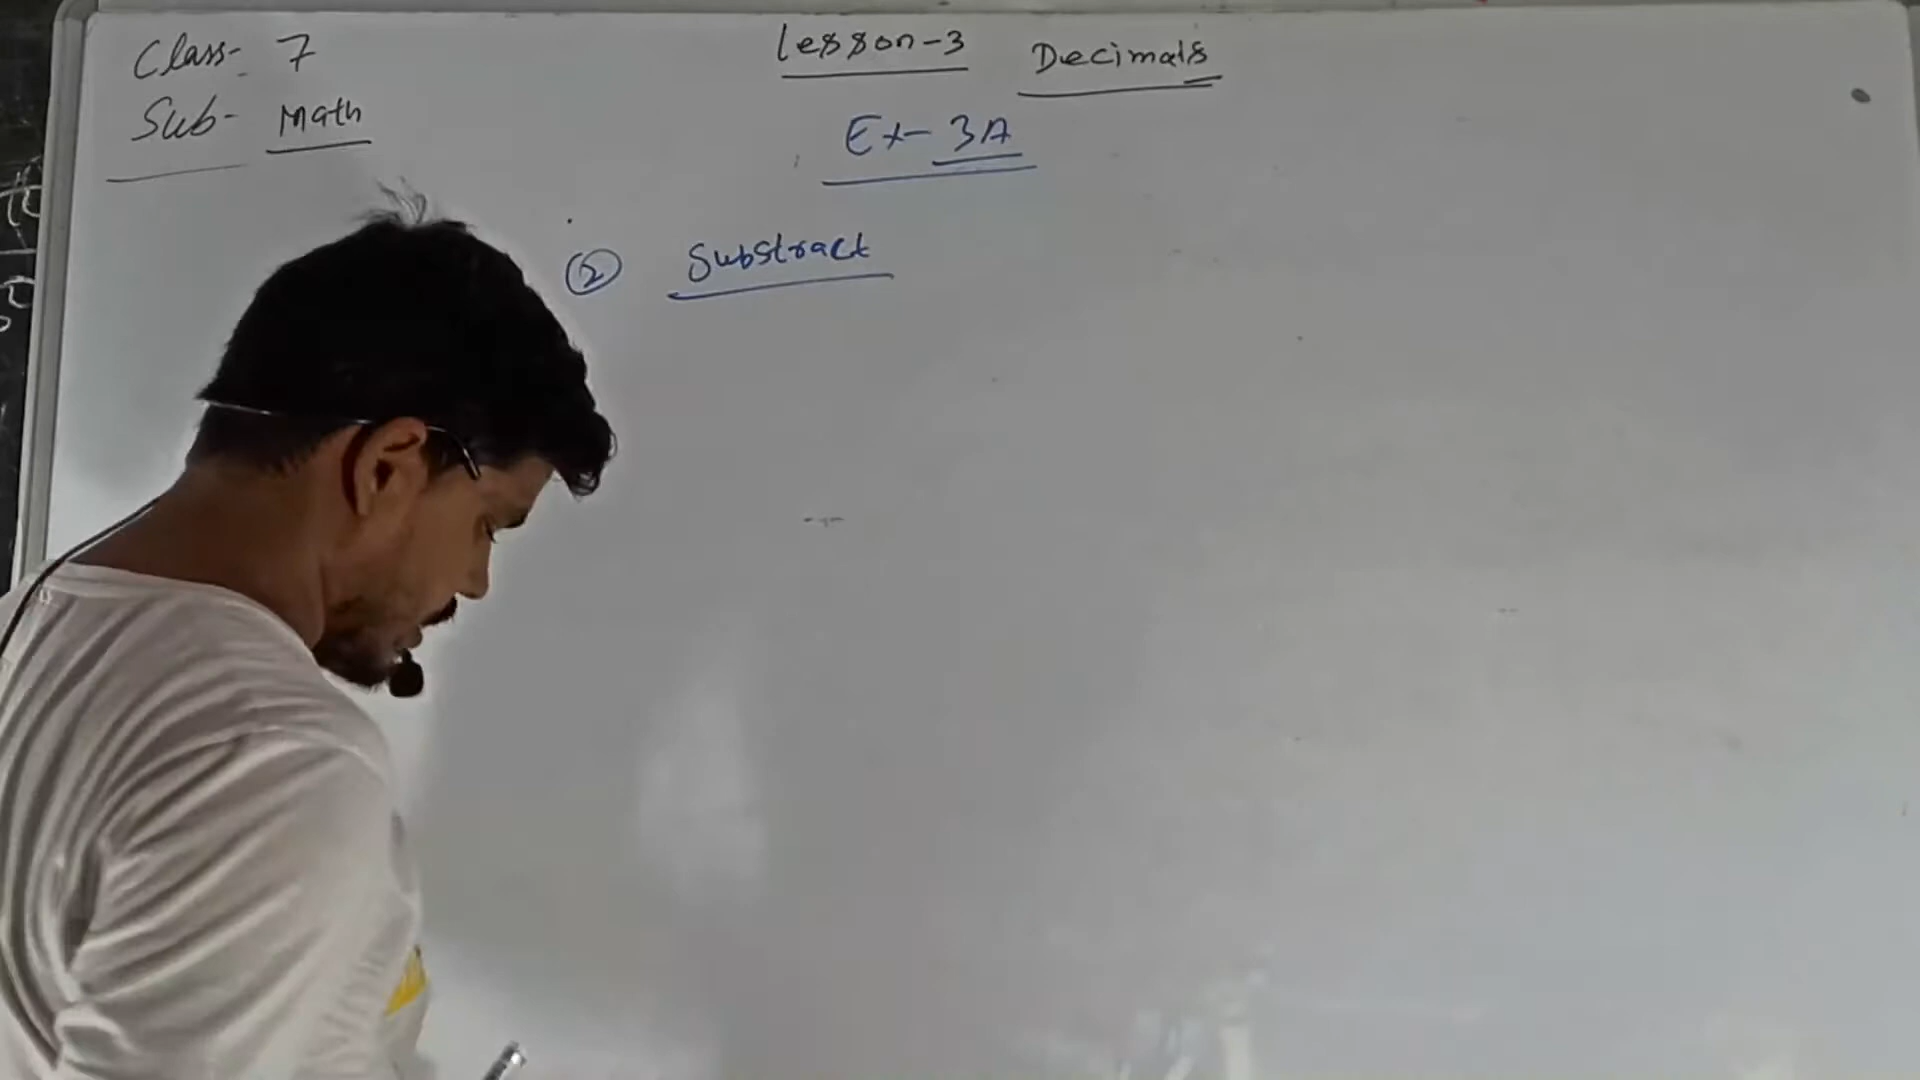 Class- 7
Lesson-3 Decimals
Sub- Math
Ex- 3A
② Substract